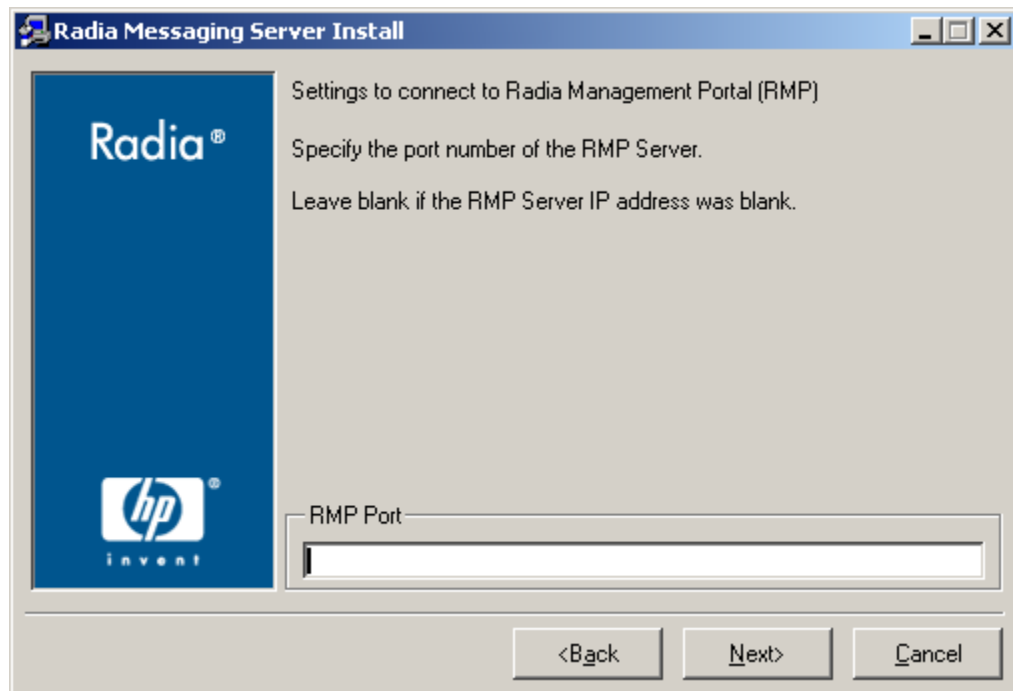 Radia Messaging Server Install
Radia®
Settings to connect to Radia Management Portal (RMP)
Specify the port number of the RMP Server.
Leave blank if the RMP Server IP address was blank.
hp®
invent
RMP Port
<Back
Next>
Cancel